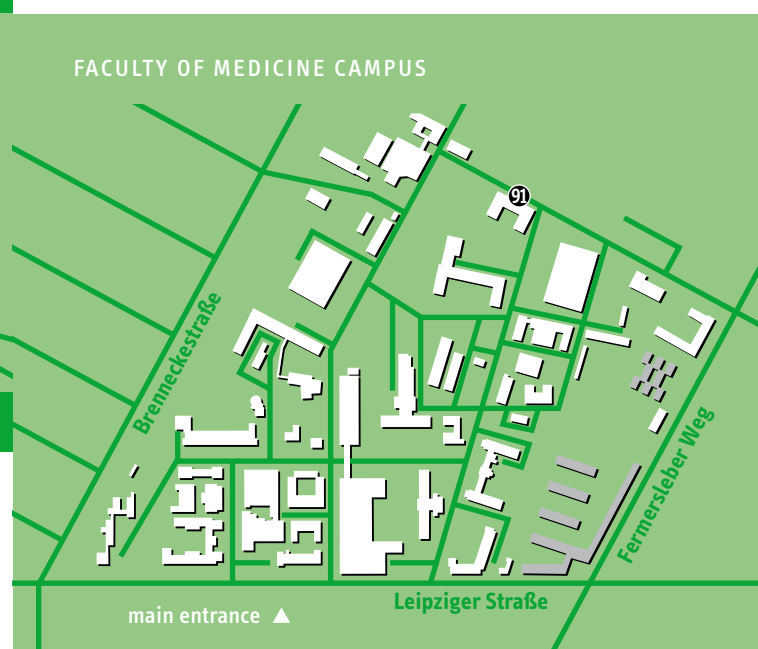 FACULTY OF MEDICINE CAMPUS
91
Brenneckestraße
Fermersleber Weg
Leipziger Straße
main entrance ▲